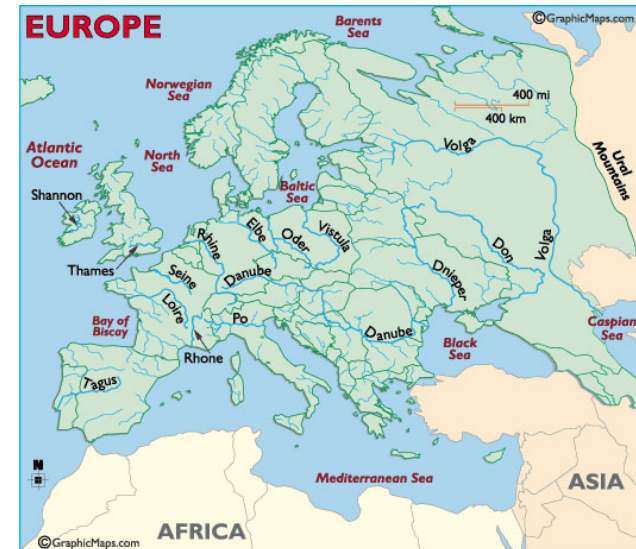 EUROPE
Barents
Sea
©GraphicMaps.com
Norwegian
Sea
400 mi
400 km
Volga
Ural
Mountains
Atlantic
Ocean
North
Sea
Shannon
Baltic
Sea
Thames
Rhine
Elbe
Oder
Vistula
Don
Volga
Seine
Danube
Dnieper
Loire
Bay of
Biscay
Po
Danube
Caspian
Sea
Black
Sea
Rhone
Tagus
N
Mediterranean Sea
ASIA
AFRICA
©GraphicMaps.com